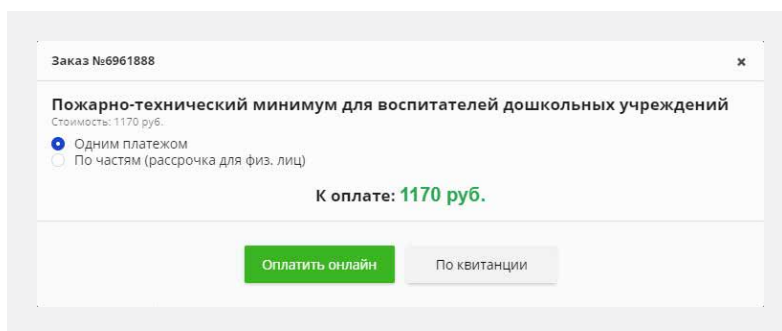 Заказ №6961888
×
Пожарно-технический минимум для воспитателей дошкольных учреждений
Стоимость: 1170 руб.
Одним платежом
По частям (рассрочка для физ. лиц)
К оплате: 1170 руб.
Оплатить онлайн
По квитанции